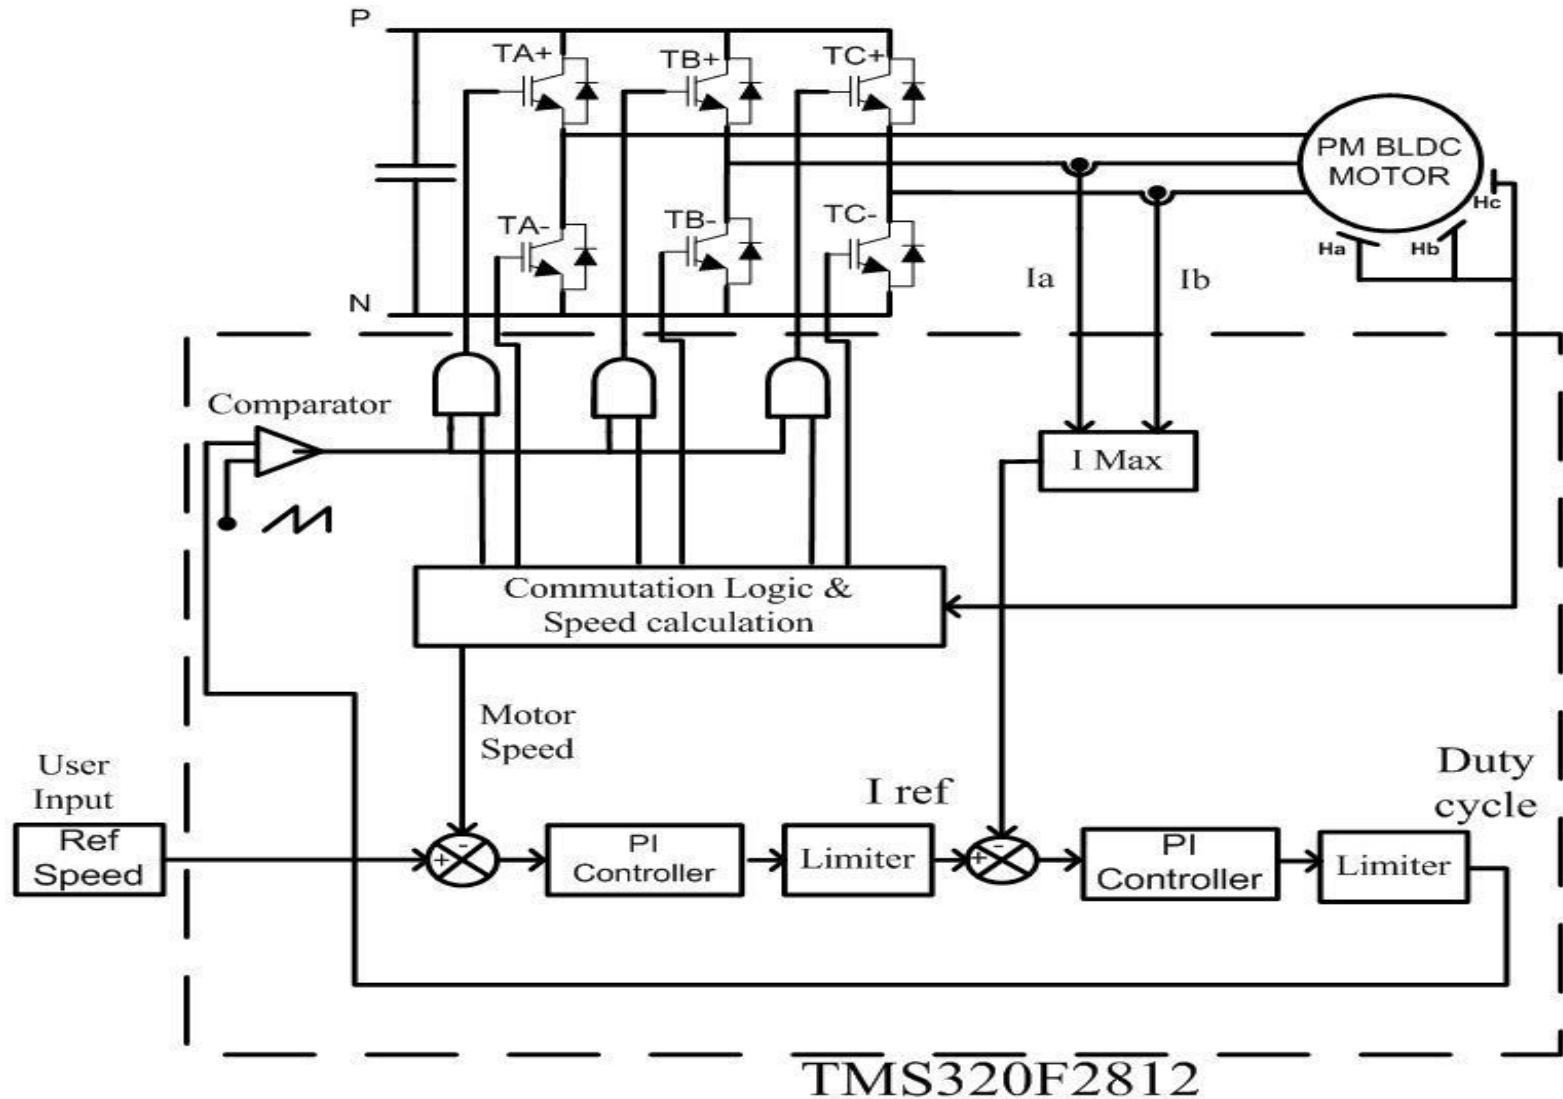 P
TA+
TB+
TC+
PM BLDC
MOTOR
Hc
TA-
TB-
TC-
Ha
Hb
N
Ia
Ib
Comparator
I Max
Commutation Logic &
Speed calculation
Motor
Speed
User
Input
I ref
Duty
cycle
Ref
Speed
+
-
PI
Controller
Limiter
+
-
PI
Controller
Limiter
TMS320F2812